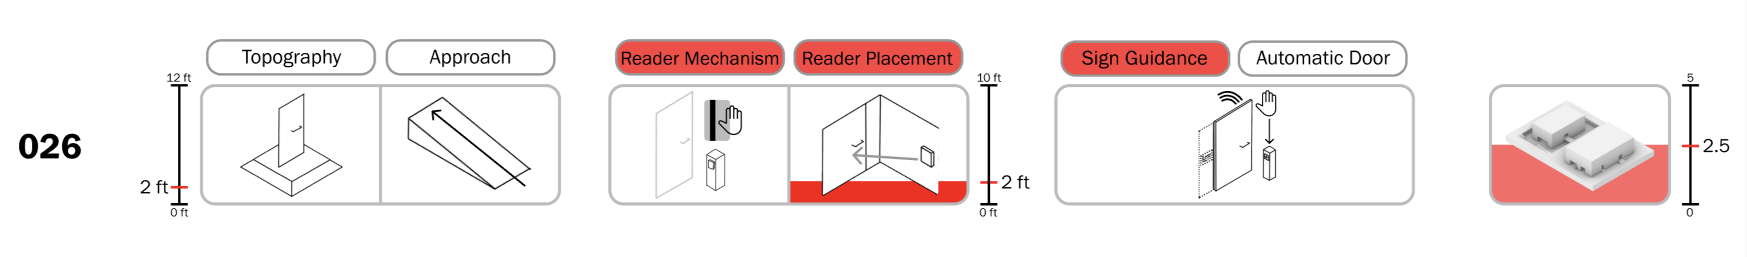 026
Topography
Approach
12 ft
2 ft
0 ft
Reader Mechanism
Reader Placement
10 ft
2 ft
0 ft
Sign Guidance
Automatic Door
5
2.5
0